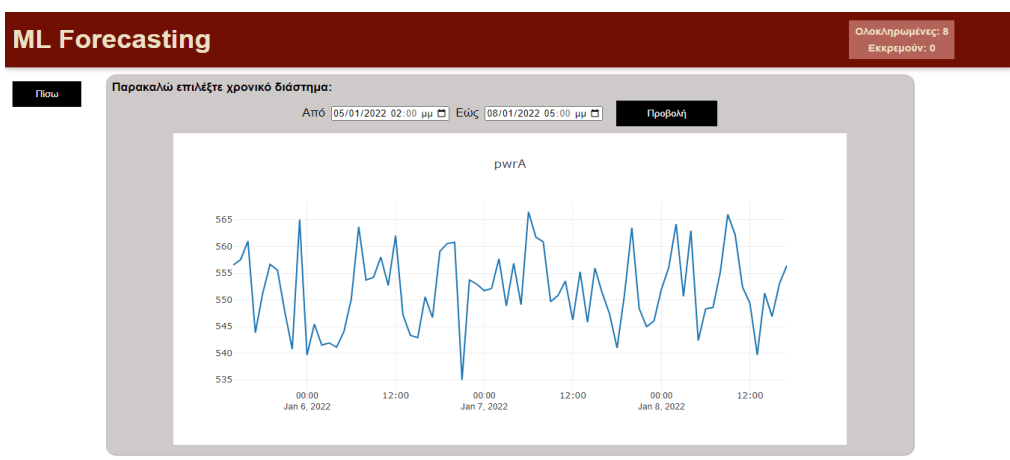 ML Forecasting
Ολοκληρωμένες: 8
Εκκρεμούν: 0
Πίσω
Παρακαλώ επιλέξτε χρονικό διάστημα:
Από 05/01/2022 02:00 μμ Εώς 08/01/2022 05:00 μμ Προβολή
pwrA
565
560
555
550
545
540
535
00:00 12:00 00:00 12:00 00:00 12:00
Jan 6, 2022 Jan 7, 2022 Jan 8, 2022